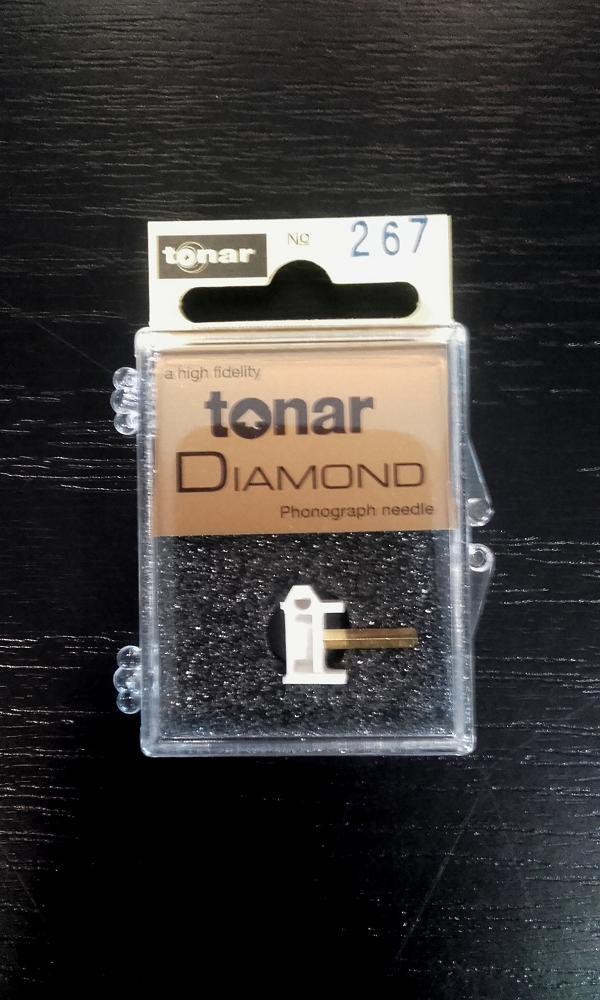 tonar No 267
a high fidelity
tonar
DIAMOND
Phonograph needle